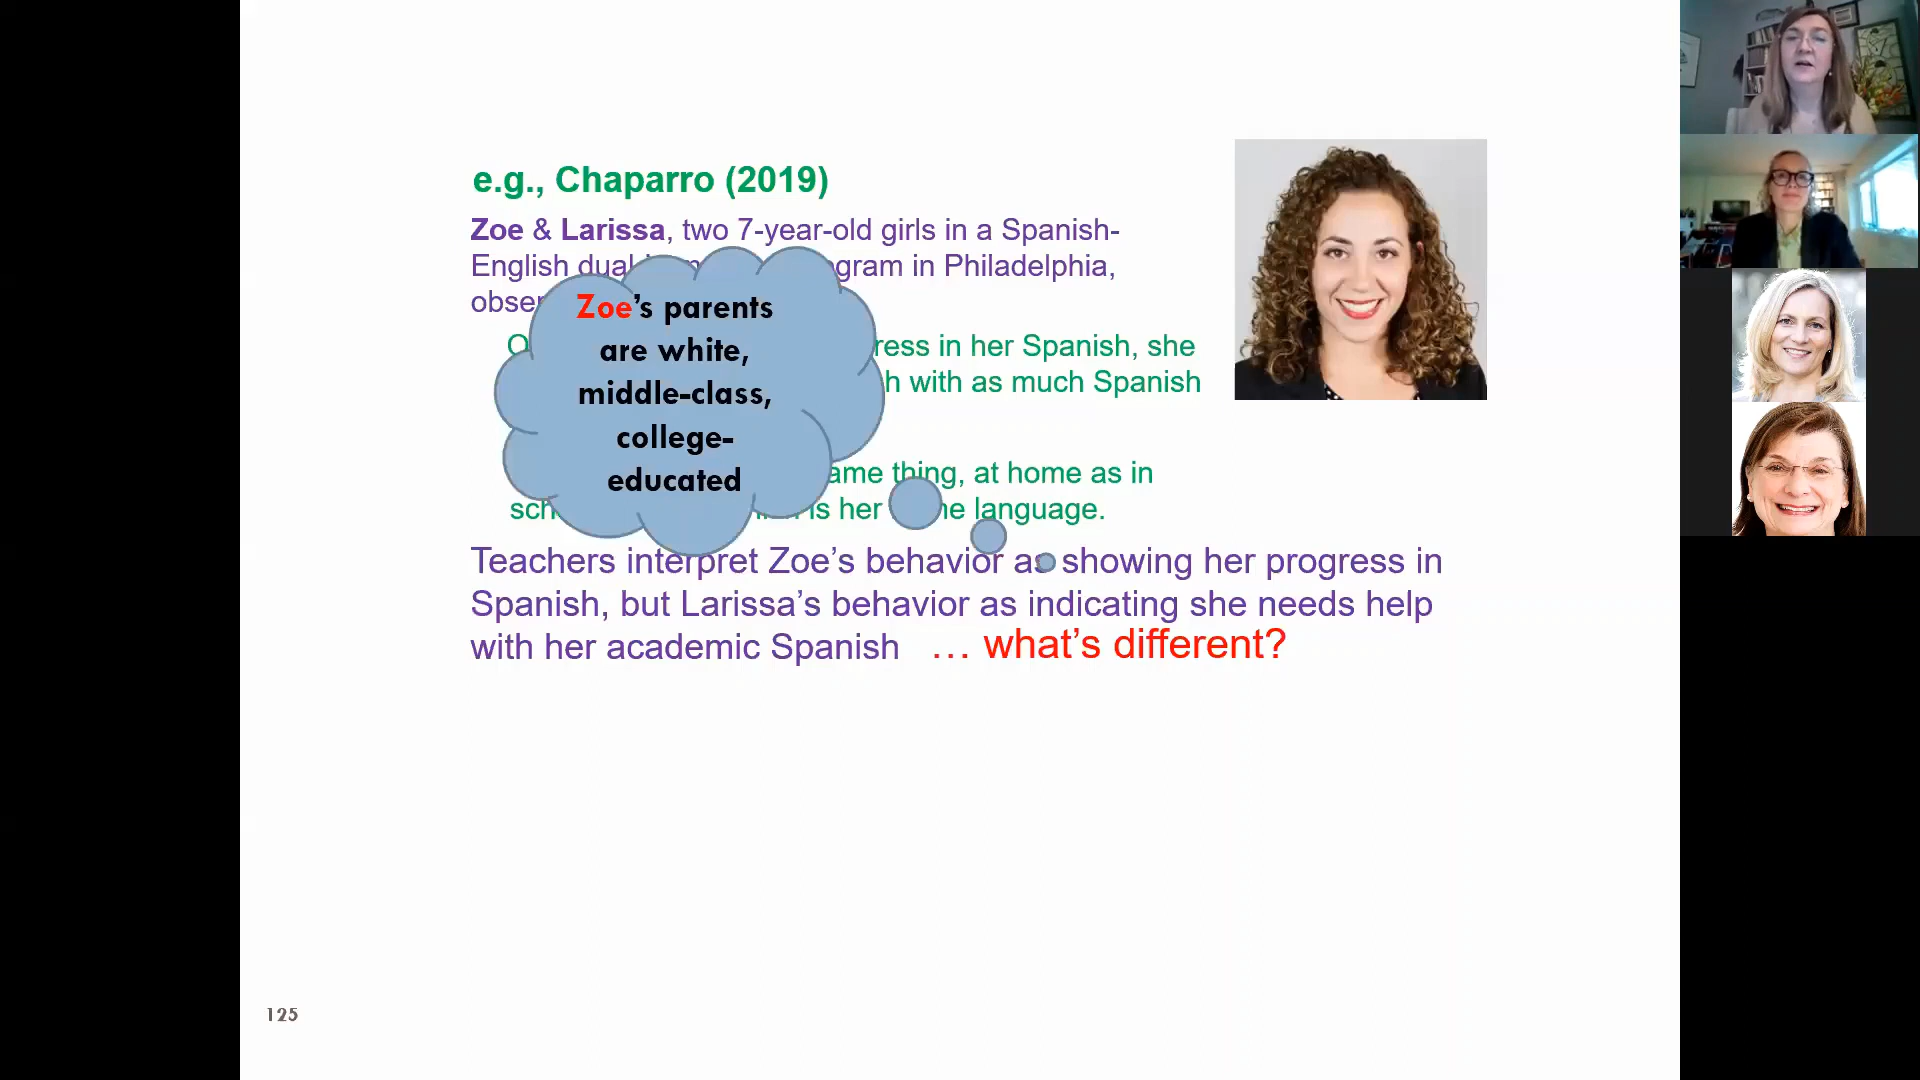 e.g., Chaparro (2019)
Zoe & Larissa, two 7-year-old girls in a Spanish-
English dual gram in Philadelphia,
obser
ress in her Spanish, she
h with as much Spanish
ame thing, at home as in
sch is her language.
Zoe's parents
are white,
middle-class,
college-
educated
Teachers interpret Zoe's behavior as showing her progress in
Spanish, but Larissa's behavior as indicating she needs help
with her academic Spanish … what's different?
125